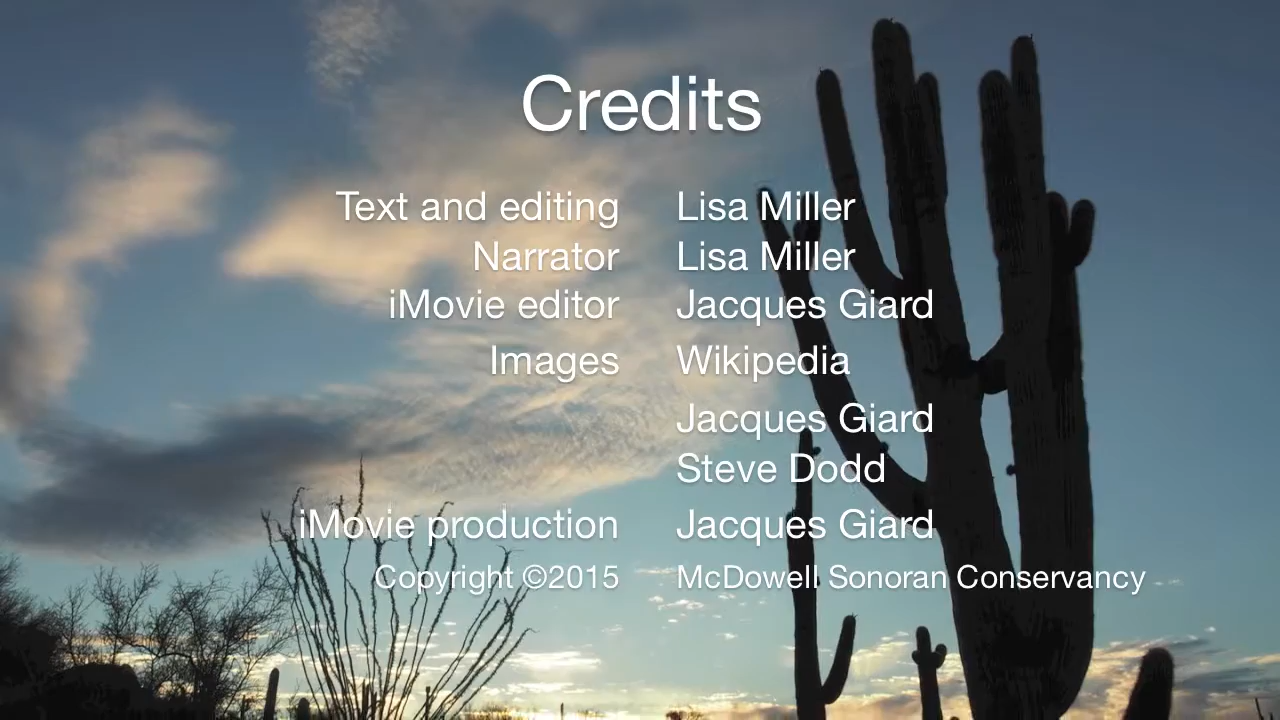 Credits
Text and editing Lisa Miller
Narrator Lisa Miller
iMovie editor Jacques Giard
Images Wikipedia
Jacques Giard
Steve Dodd
iMovie production Jacques Giard
Copyright ©2015 McDowell Sonoran Conservancy